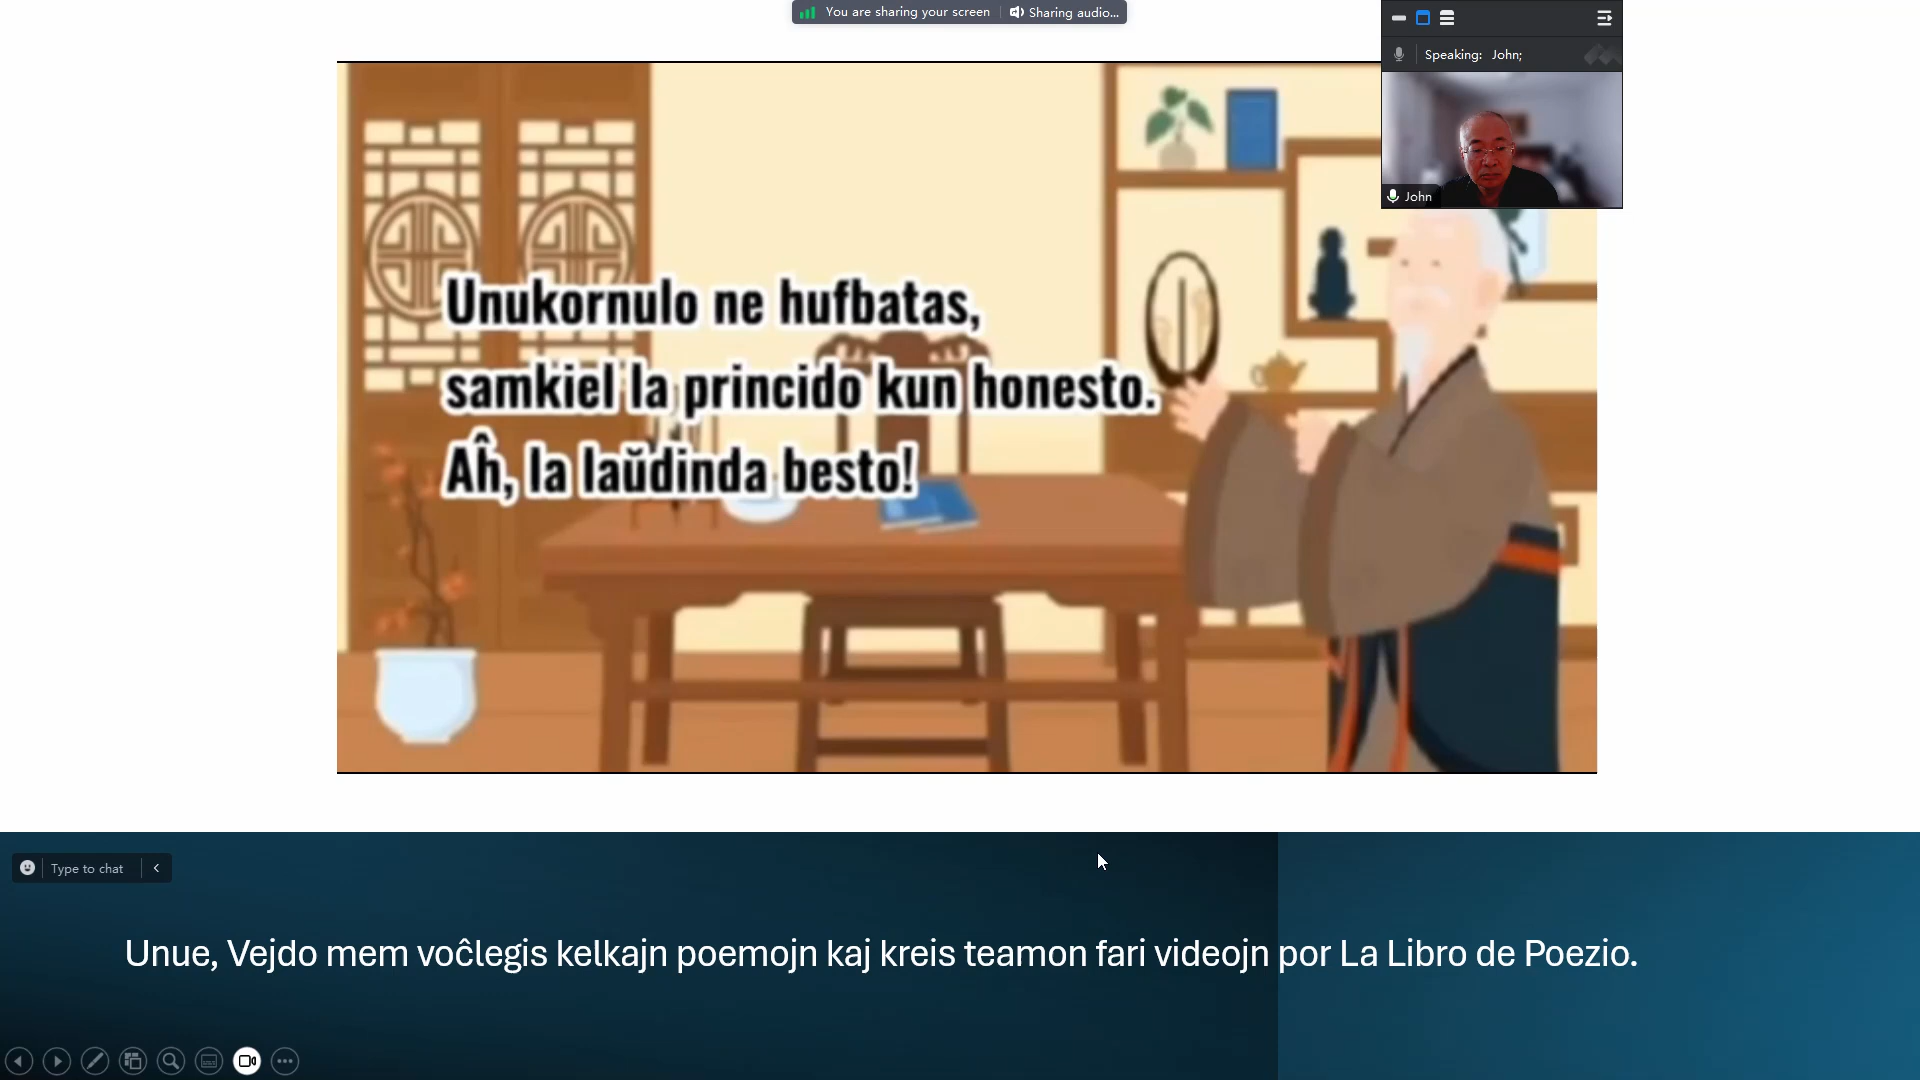 You are sharing your screen
Sharing audio...
Speaking: John;
John
Unukornulo ne hufbatas,
samkiel la princido kun honesto.
Aĥ, la laŭdinda besto!
Type to chat
Unue, Vejdo mem voĉlegis kelkajn poemojn kaj kreis teamon fari videojn por La Libro de Poezio.